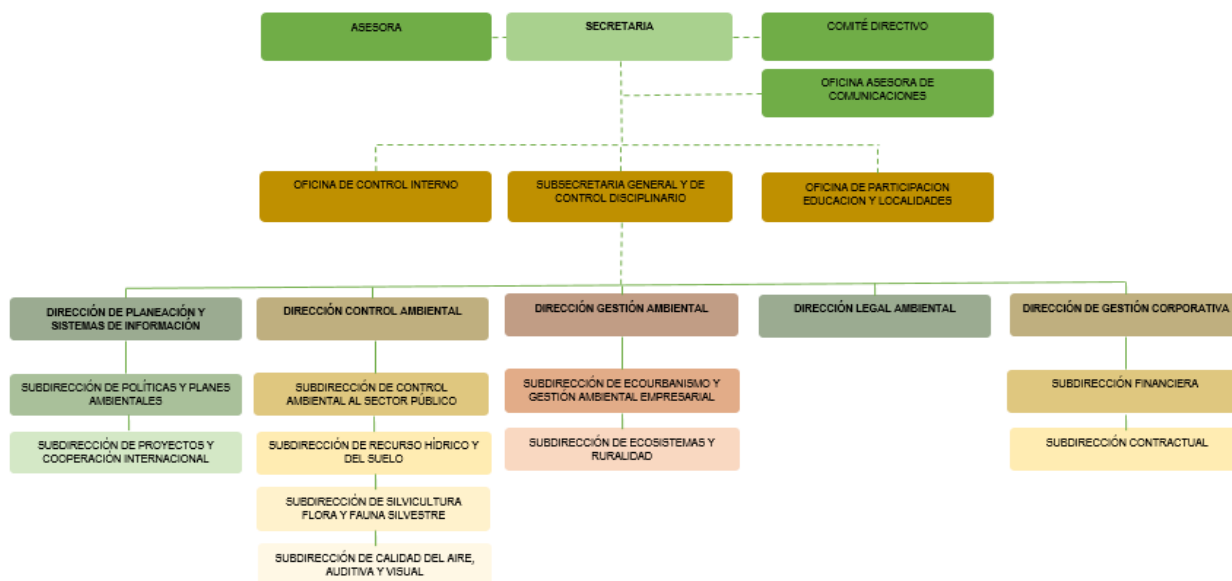 ASESORA
SECRETARIA
COMITÉ DIRECTIVO
OFICINA ASESORA DE
COMUNICACIONES
OFICINA DE CONTROL INTERNO
SUBSECRETARIA GENERAL Y DE
CONTROL DISCIPLINARIO
OFICINA DE PARTICIPACION
EDUCACION Y LOCALIDADES
DIRECCIÓN DE PLANEACIÓN Y
SISTEMAS DE INFORMACIÓN
DIRECCIÓN CONTROL AMBIENTAL
DIRECCIÓN GESTIÓN AMBIENTAL
DIRECCIÓN LEGAL AMBIENTAL
DIRECCIÓN DE GESTIÓN CORPORATIVA
SUBDIRECCIÓN DE POLÍTICAS Y PLANES
AMBIENTALES
SUBDIRECCIÓN DE CONTROL
AMBIENTAL AL SECTOR PÚBLICO
SUBDIRECCIÓN DE ECOURBANISMO Y
GESTIÓN AMBIENTAL EMPRESARIAL
SUBDIRECCIÓN FINANCIERA
SUBDIRECCIÓN DE PROYECTOS Y
COOPERACIÓN INTERNACIONAL
SUBDIRECCIÓN DE RECURSO HÍDRICO Y
DEL SUELO
SUBDIRECCIÓN DE ECOSISTEMAS Y
RURALIDAD
SUBDIRECCIÓN CONTRACTUAL
SUBDIRECCIÓN DE SILVICULTURA
FLORA Y FAUNA SILVESTRE
SUBDIRECCIÓN DE CALIDAD DEL AIRE,
AUDITIVA Y VISUAL